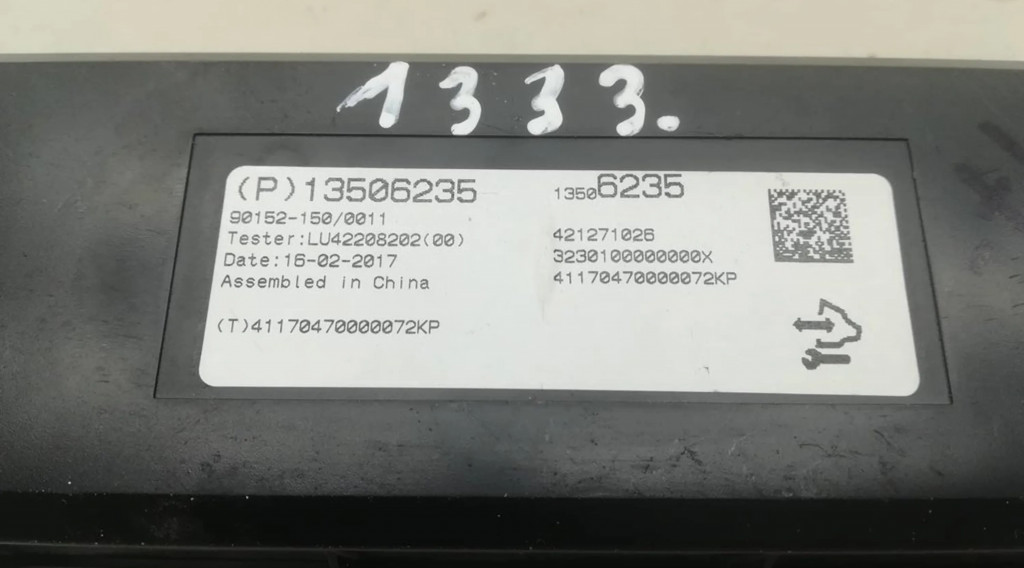 1333.
(P)13506235
90152-150/0011
Tester:LU42208202(00)
Date:16-02-2017
Assembled in China
(T)41170470000072KP
13506235
421271026
3230100000000X
41170470000072KP